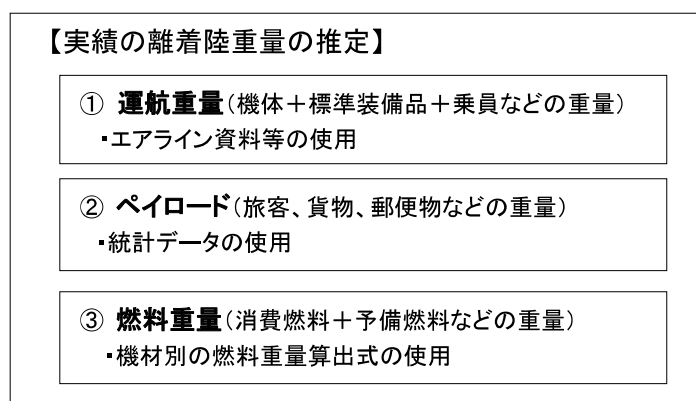 【実績の離着陸重量の推定】
① 運航重量(機体+標準装備品+乗員などの重量)
・エアライン資料等の使用
② ペイロード(旅客、貨物、郵便物などの重量)
・統計データの使用
③ 燃料重量(消費燃料+予備燃料などの重量)
・機材別の燃料重量算出式の使用